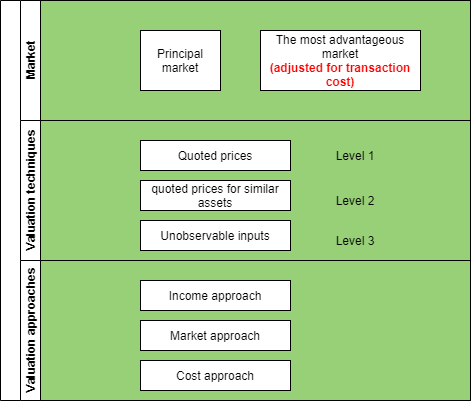 Market
Principal
market
The most advantageous
market
(adjusted for transaction
cost)
Valuation techniques
Quoted prices
Level 1
quoted prices for similar
assets
Level 2
Unobservable inputs
Level 3
Valuation approaches
Income approach
Market approach
Cost approach